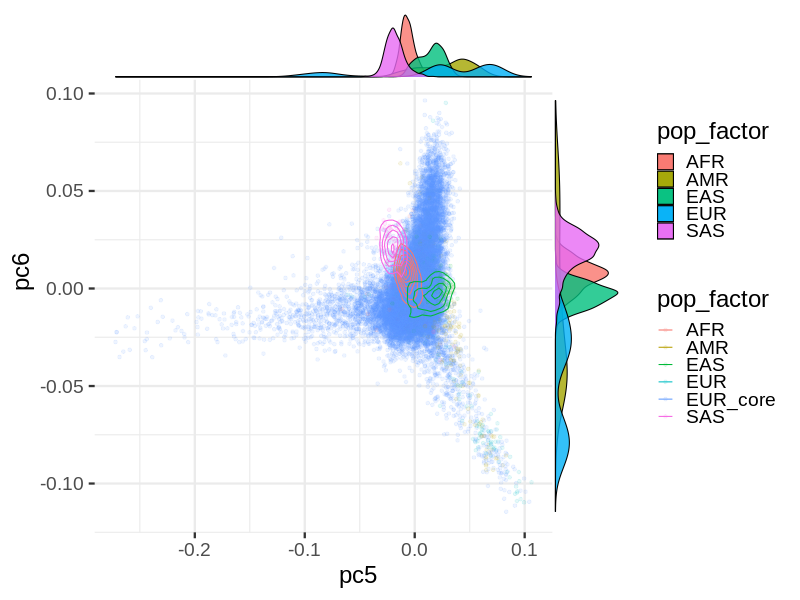 0.10
0.05
0.00
-0.05
-0.10
pc6
-0.2
-0.1
0.0
0.1
pc5
pop_factor
AFR
AMR
EAS
EUR
SAS
pop_factor
AFR
AMR
EAS
EUR
EUR_core
SAS